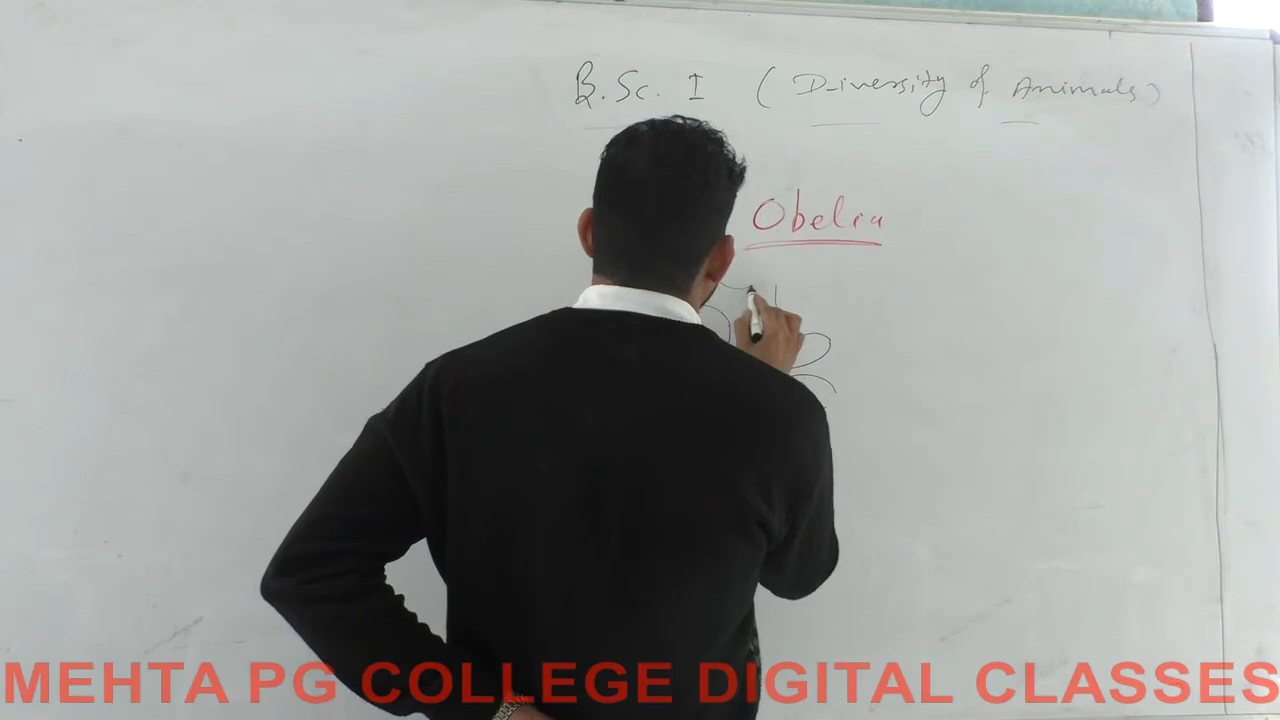 B.Sc. I (Diversity of Animals)
Obelia
MEHTA PG COLLEGE DIGITAL CLASSES